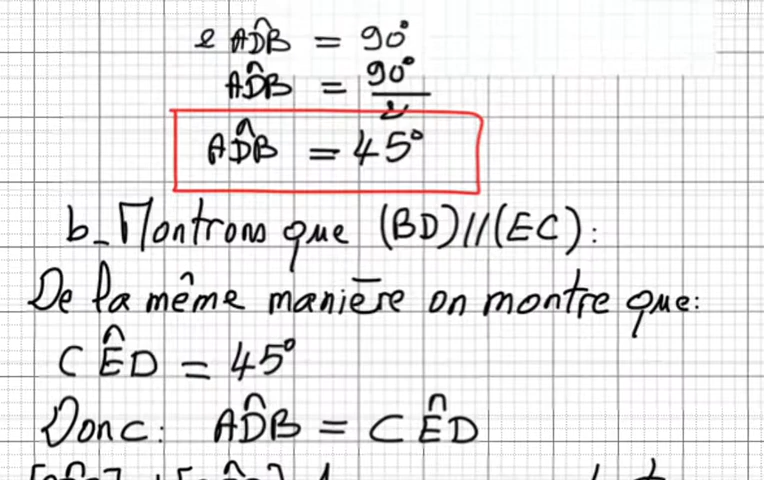 2 AD̂B = 90°
AD̂B = 90°/2
AD̂B = 45°
b_ Montrons que (BD)//(EC):
De la même manière on montre que:
CÊD = 45°
Donc: AD̂B = CÊD